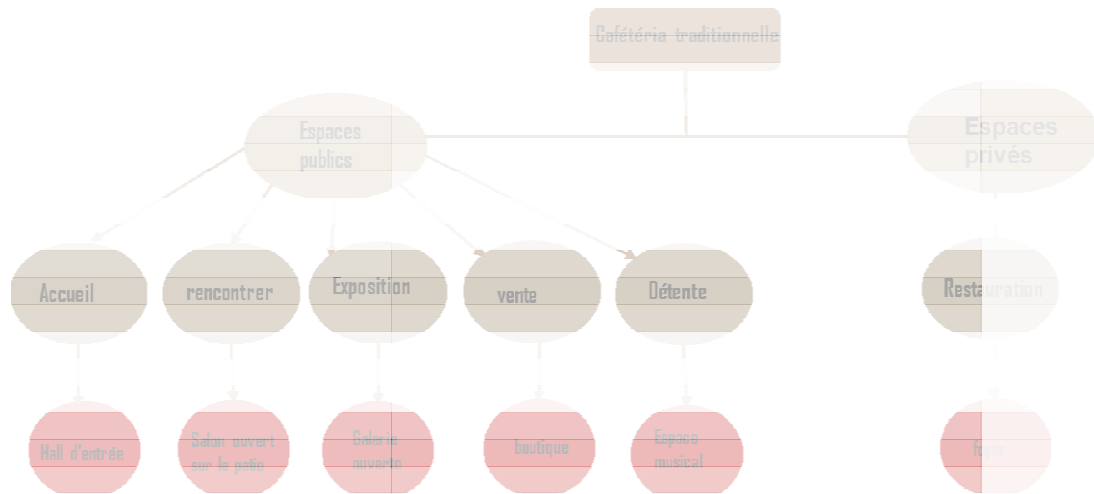 Cafétéria traditionnelle
Espaces
publics
Espaces
privés
Accueil
rencontrer
Exposition
vente
Détente
Restauration
Hall d'entrée
Salon ouvert
sur le patio
Galerie
ouverte
boutique
Espace
musical
foyer